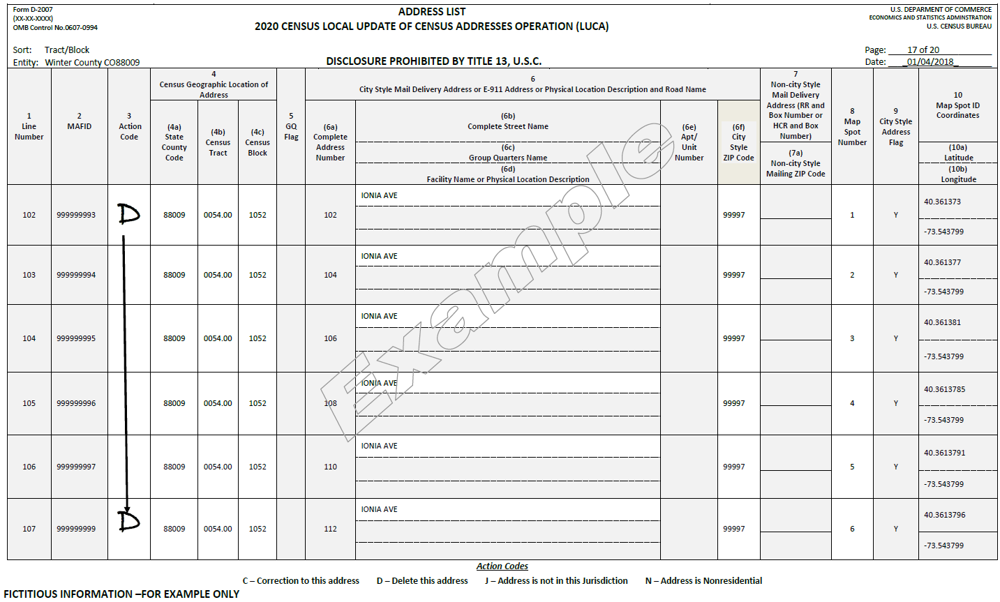 Form D-2007
(XX-XX-XXXX)
OMB Control No.0607-0994
ADDRESS LIST
2020 CENSUS LOCAL UPDATE OF CENSUS ADDRESSES OPERATION (LUCA)
U.S. DEPARTMENT OF COMMERCE
ECONOMICS AND STATISTICS ADMINSTRATION
U.S. CENSUS BUREAU
Sort: Tract/Block
Entity: Winter County CO88009
DISCLOSURE PROHIBITED BY TITLE 13, U.S.C.
Page: 17 of 20
Date: 01/04/2018
1
Line
Number
2
MAFID
3
Action
Code
4
Census Geographic Location of
Address
(4a)
State
County
Code
(4b)
Census
Tract
(4c)
Census
Block
5
GQ
Flag
6
City Style Mail Delivery Address or E-911 Address or Physical Location Description and Road Name
(6a)
Complete
Address
Number
(6b)
Complete Street Name
(6c)
Group Quarters Name
(6d)
Facility Name or Physical Location Description
(6e)
Apt/
Unit
Number
(6f)
City
Style
ZIP Code
7
Non-city Style
Mail Delivery
Address (RR and
Box Number or
HCR and Box
Number)
(7a)
Non-city Style
Mailing ZIP Code
8
Map
Spot
Number
9
City Style
Address
Flag
10
Map Spot ID
Coordinates
(10a)
Latitude
(10b)
Longitude
102 999999993 D 88009 0054.00 1052 102 IONIA AVE 99997 1 Y 40.361373
-73.543799
103 999999994 88009 0054.00 1052 104 IONIA AVE 99997 2 Y 40.361377
-73.543799
104 999999995 88009 0054.00 1052 106 IONIA AVE 99997 3 Y 40.361381
-73.543799
105 999999996 88009 0054.00 1052 108 IONIA AVE 99997 4 Y 40.3613785
-73.543799
106 999999997 88009 0054.00 1052 110 IONIA AVE 99997 5 Y 40.3613791
-73.543799
107 999999999 D 88009 0054.00 1052 112 IONIA AVE 99997 6 Y 40.3613796
-73.543799
Example
Action Codes
C – Correction to this address D – Delete this address J – Address is not in this Jurisdiction N – Address is Nonresidential
FICTITIOUS INFORMATION –FOR EXAMPLE ONLY